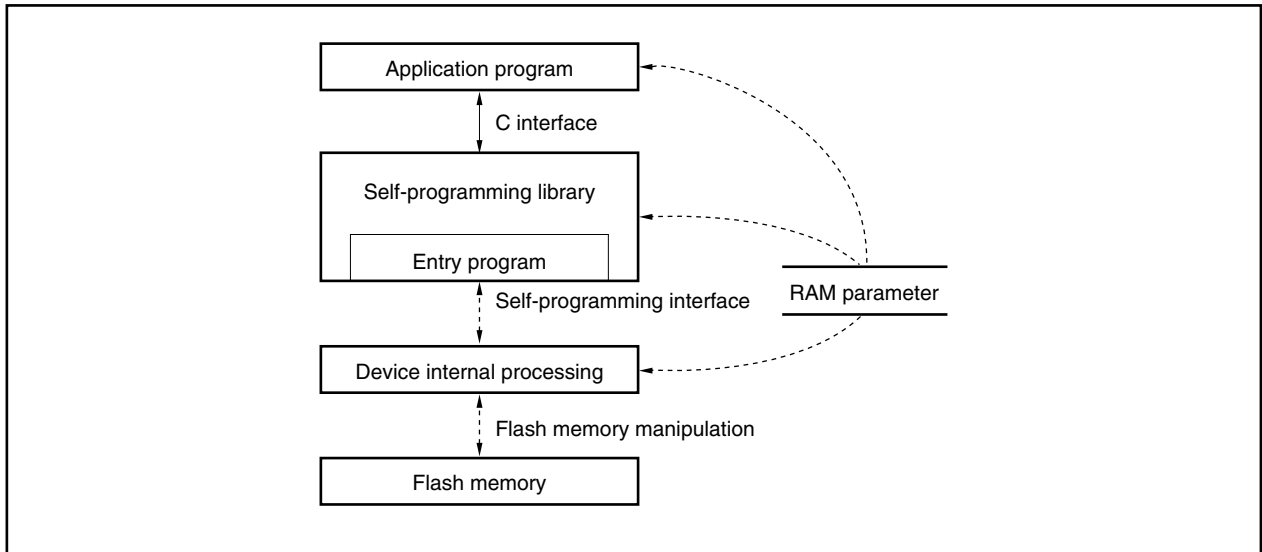 Application program
C interface
Self-programming library
Entry program
Self-programming interface
RAM parameter
Device internal processing
Flash memory manipulation
Flash memory